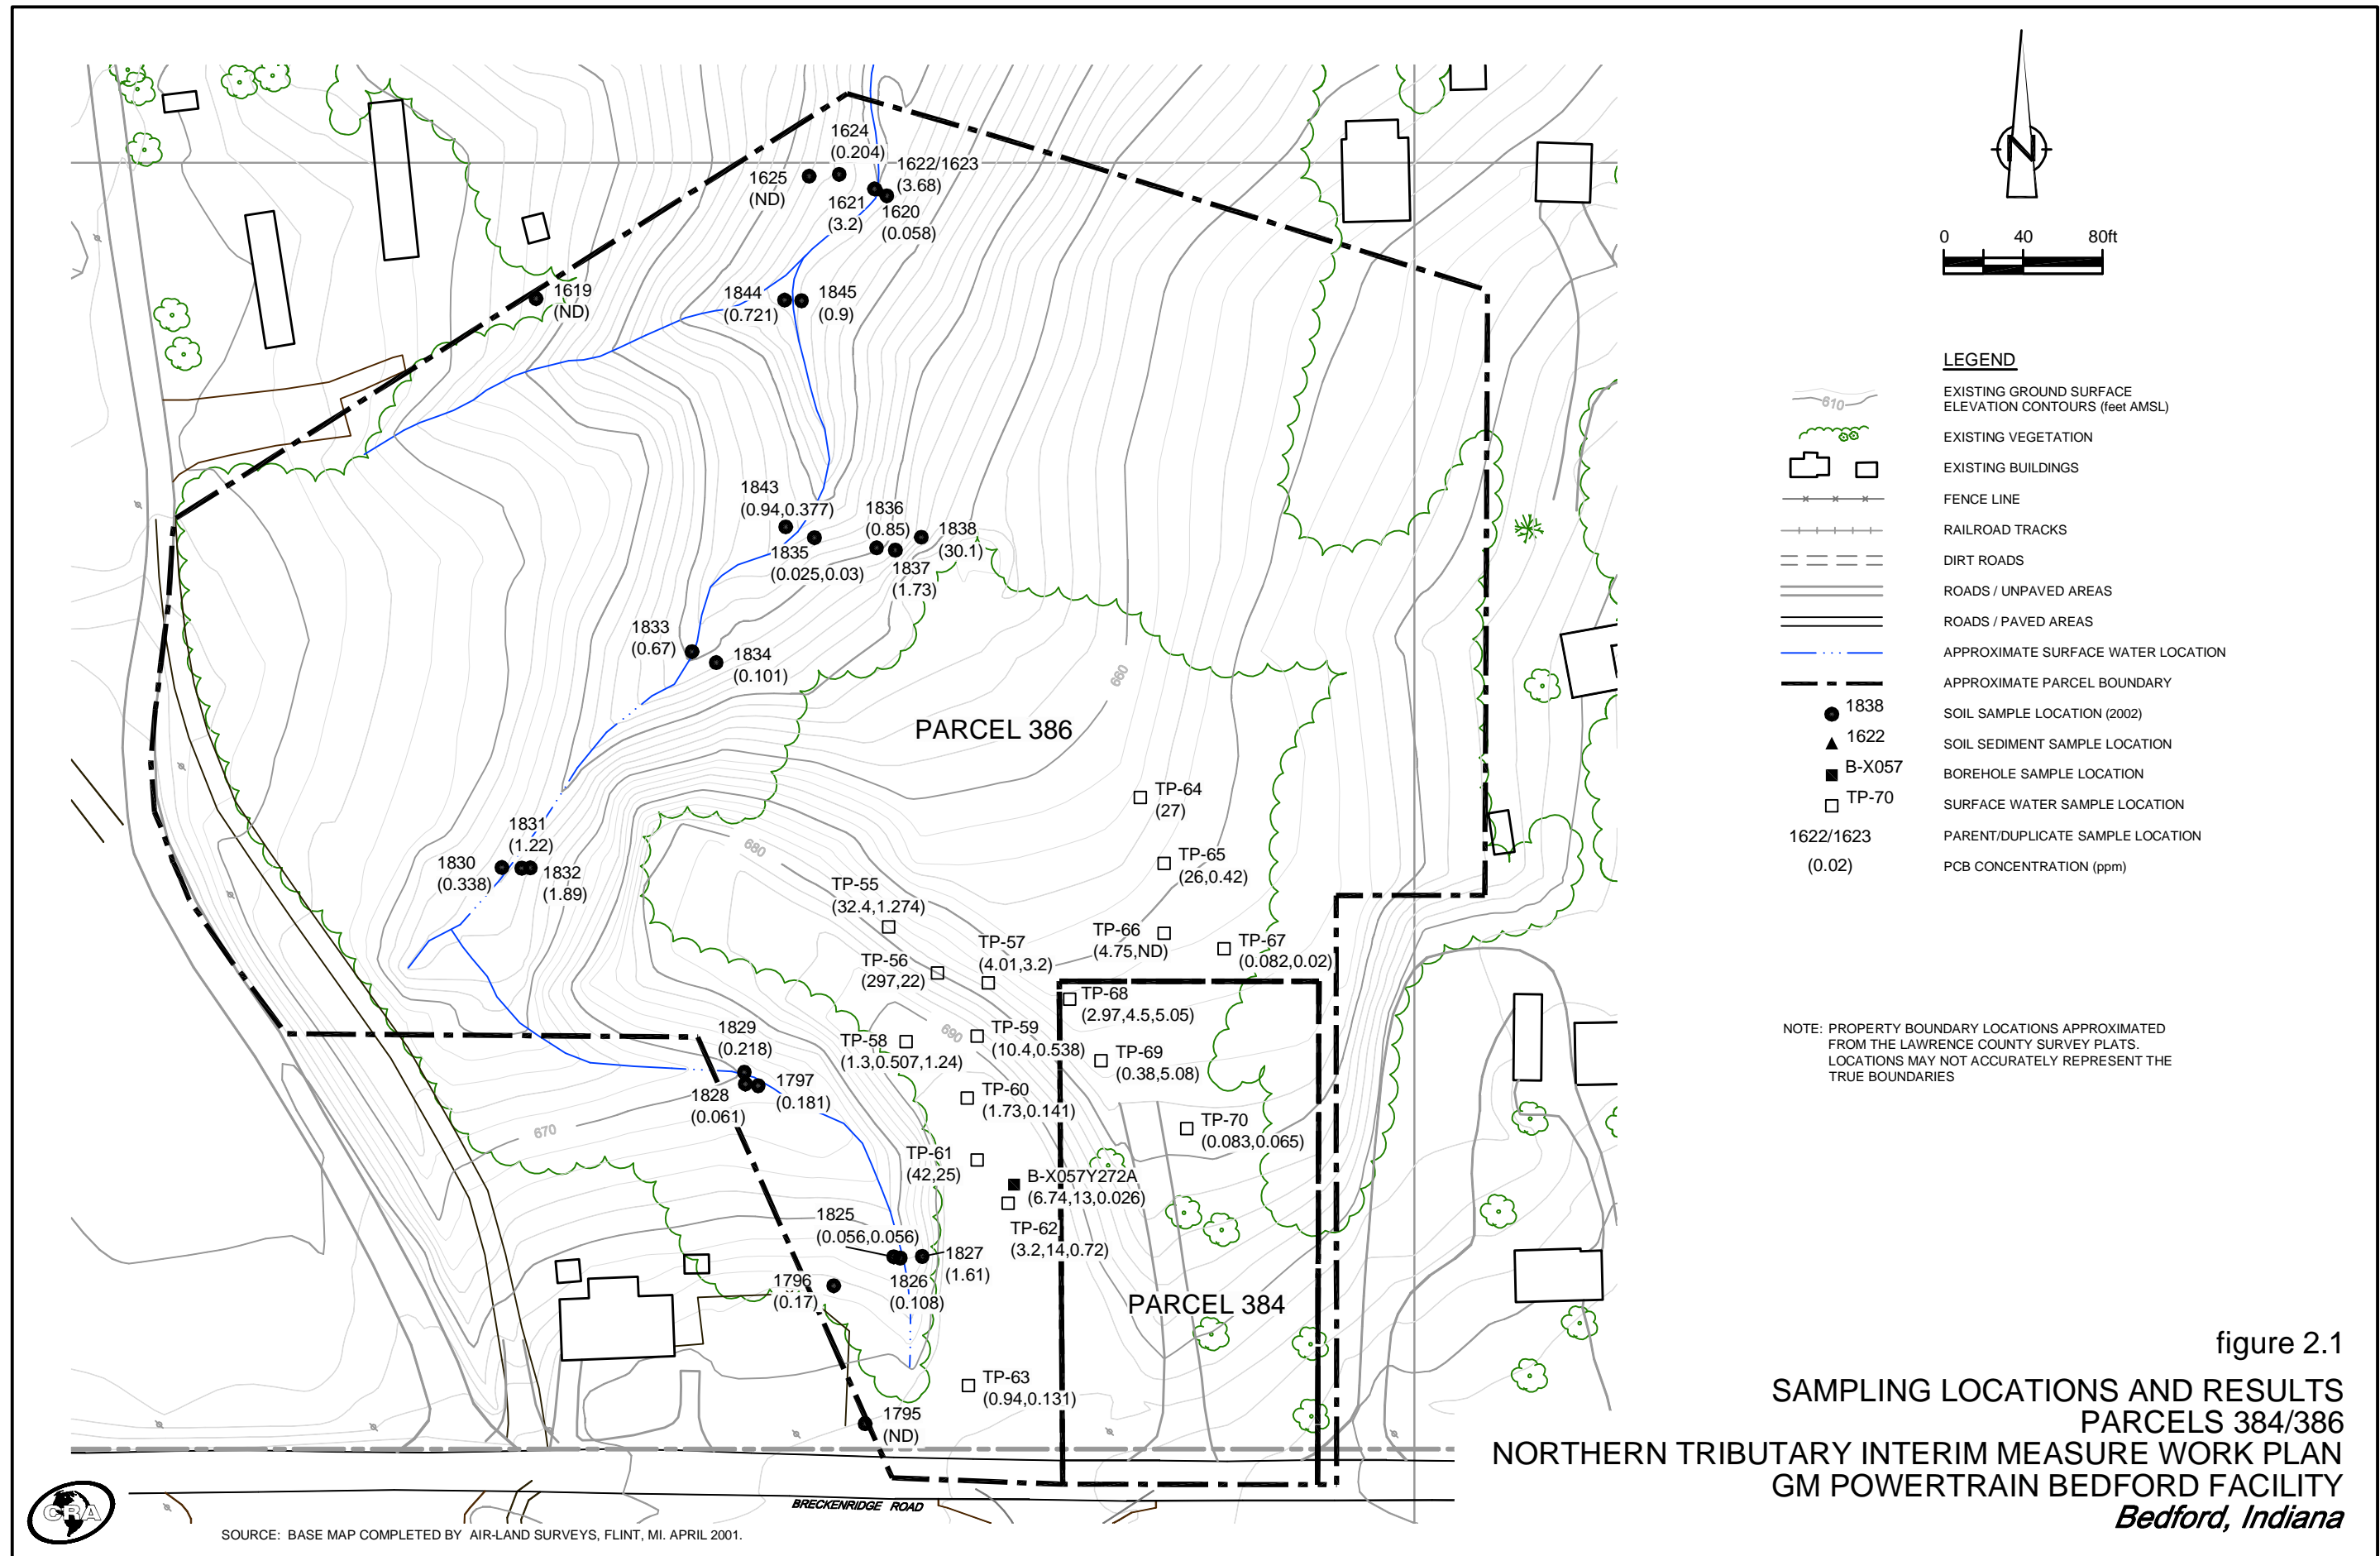 1624
(0.204)
1622/1623
(3.68)
1625
(ND)
1621
(3.2)
1620
(0.058)
1619
(ND)
1844
(0.721)
1845
(0.9)
1843
(0.94,0.377)
1836
(0.85)
1838
(30.1)
1835
(0.025,0.03)
1837
(1.73)
1833
(0.67)
1834
(0.101)
660
PARCEL 386
TP-64
(27)
1831
(1.22)
1830
(0.338)
1832
(1.89)
680
TP-65
(26,0.42)
TP-55
(32.4,1.274)
TP-66
(4.75,ND)
TP-67
(0.082,0.02)
TP-57
(4.01,3.2)
TP-56
(297,22)
TP-68
(2.97,4.5,5.05)
690
TP-59
(10.4,0.538)
TP-58
(1.3,0.507,1.24)
TP-69
(0.38,5.08)
1829
(0.218)
1797
(0.181)
1828
(0.061)
TP-60
(1.73,0.141)
670
TP-70
(0.083,0.065)
TP-61
(42,25)
B-X057Y272A
(6.74,13,0.026)
TP-62
(3.2,14,0.72)
1825
(0.056,0.056)
1827
(1.61)
1796
(0.17)
1826
(0.108)
PARCEL 384
TP-63
(0.94,0.131)
1795
(ND)
BRECKENRIDGE ROAD
CRA
SOURCE: BASE MAP COMPLETED BY AIR-LAND SURVEYS, FLINT, MI. APRIL 2001.
N
0 40 80ft
LEGEND
610
EXISTING GROUND SURFACE
ELEVATION CONTOURS (feet AMSL)
EXISTING VEGETATION
EXISTING BUILDINGS
FENCE LINE
RAILROAD TRACKS
DIRT ROADS
ROADS / UNPAVED AREAS
ROADS / PAVED AREAS
APPROXIMATE SURFACE WATER LOCATION
APPROXIMATE PARCEL BOUNDARY
1838 SOIL SAMPLE LOCATION (2002)
1622 SOIL SEDIMENT SAMPLE LOCATION
B-X057 BOREHOLE SAMPLE LOCATION
TP-70 SURFACE WATER SAMPLE LOCATION
1622/1623 PARENT/DUPLICATE SAMPLE LOCATION
(0.02) PCB CONCENTRATION (ppm)
NOTE: PROPERTY BOUNDARY LOCATIONS APPROXIMATED
FROM THE LAWRENCE COUNTY SURVEY PLATS.
LOCATIONS MAY NOT ACCURATELY REPRESENT THE
TRUE BOUNDARIES
figure 2.1
SAMPLING LOCATIONS AND RESULTS
PARCELS 384/386
NORTHERN TRIBUTARY INTERIM MEASURE WORK PLAN
GM POWERTRAIN BEDFORD FACILITY
Bedford, Indiana